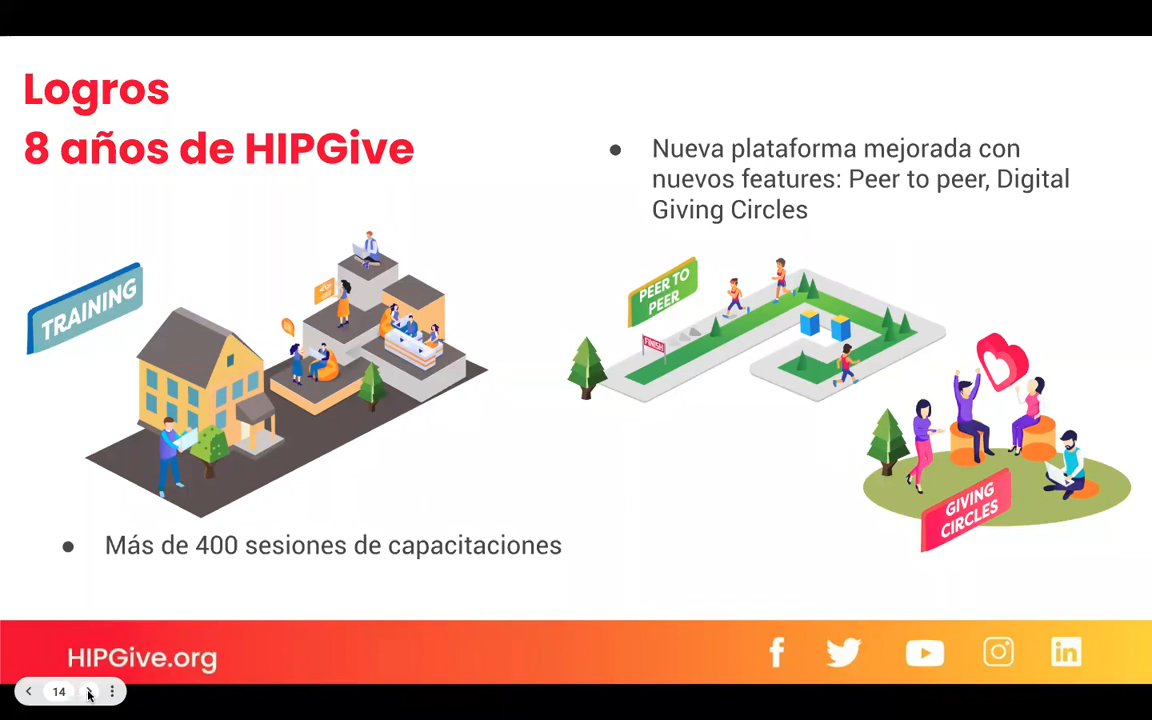 Logros
8 años de HIPGive
● Nueva plataforma mejorada con
nuevos features: Peer to peer, Digital
Giving Circles
TRAINING
PEER TO
PEER
FINISH
GIVING
CIRCLES
● Más de 400 sesiones de capacitaciones
HIPGive.org
14